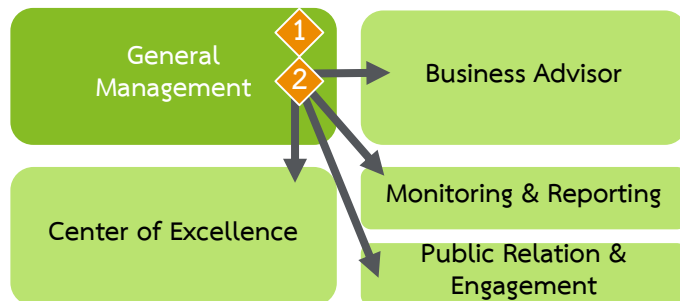 General
Management
1
2
Business Advisor
Center of Excellence
Monitoring & Reporting
Public Relation &
Engagement